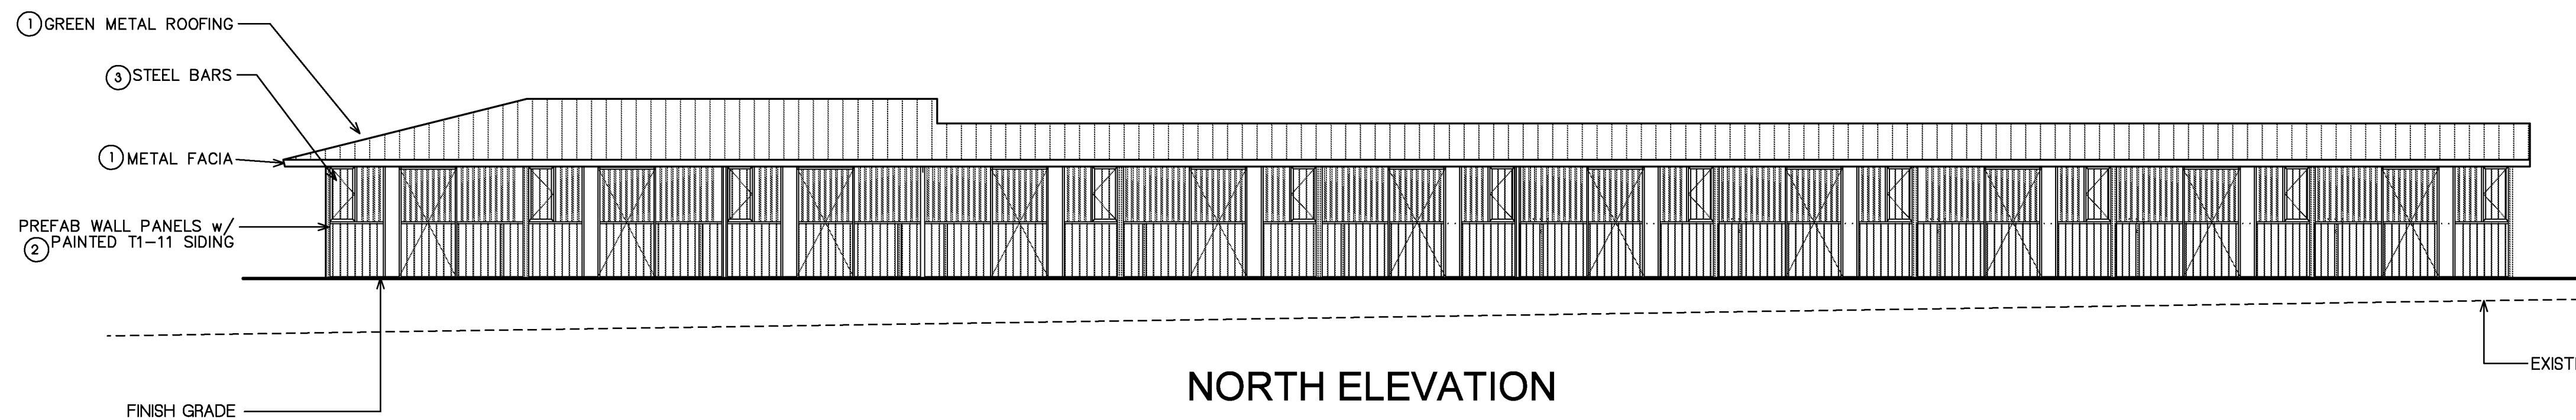 ① GREEN METAL ROOFING
③ STEEL BARS
① METAL FACIA
PREFAB WALL PANELS w/
② PAINTED T1-11 SIDING
FINISH GRADE
NORTH ELEVATION